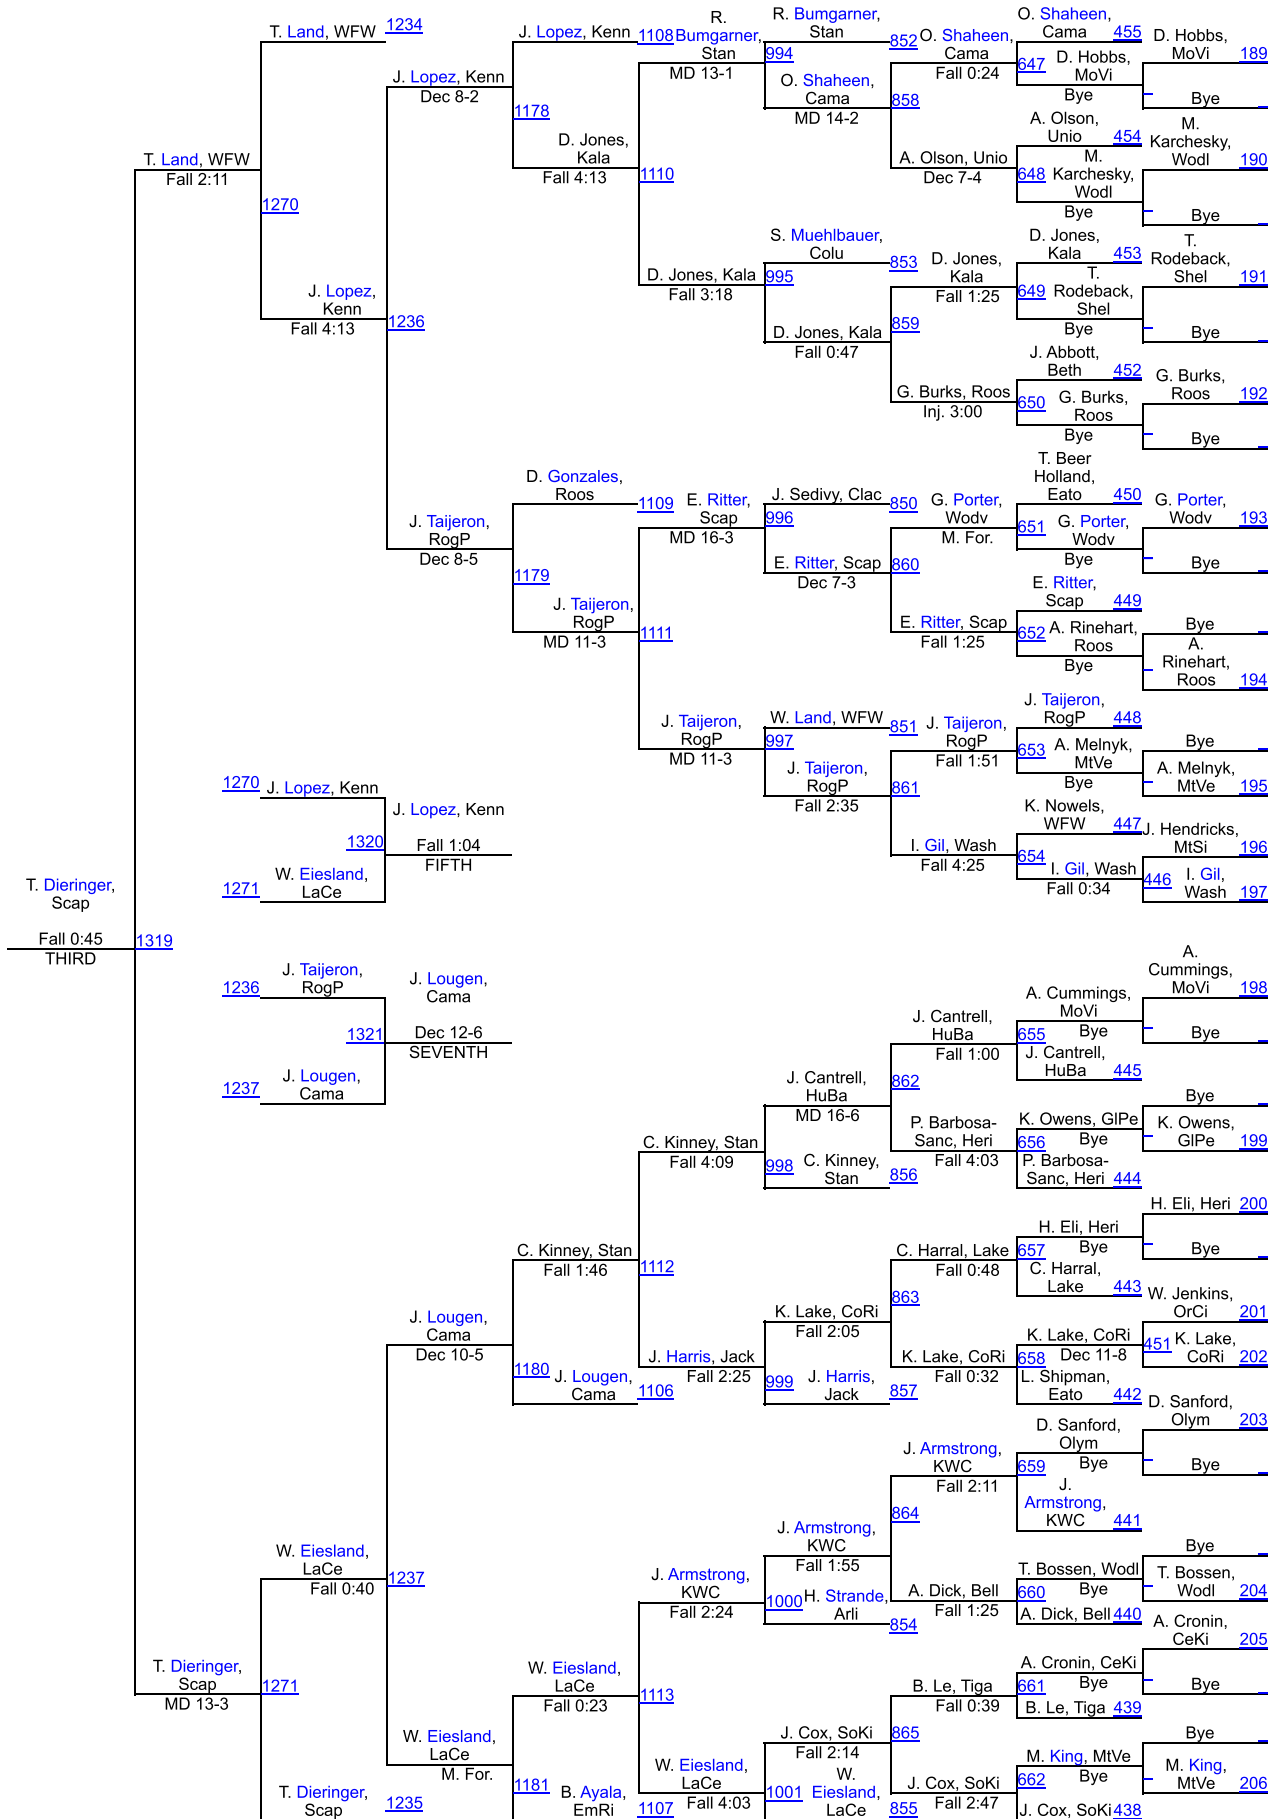 T. Land, WFW
1234
J. Lopez, Kenn
Dec 8-2
J. Lopez, Kenn
1108
R.
Bumgarner,
Stan
MD 13-1
R. Bumgarner,
Stan
852
994
O. Shaheen,
Cama
MD 14-2
O. Shaheen,
Cama
Fall 0:24
858
O. Shaheen,
Cama
455
647
D. Hobbs,
MoVi
Bye
D. Hobbs,
MoVi
189
Bye
A. Olson,
Unio
454
A. Olson, Unio
Dec 7-4
648
M.
Karchesky,
Wodl
Bye
M.
Karchesky,
Wodl
190
Bye
1178
D. Jones,
Kala
Fall 4:13
1110
T. Land, WFW
Fall 2:11
1270
J. Lopez,
Kenn
Fall 4:13
1236
D. Jones, Kala
Fall 3:18
S. Muehlbauer,
Colu
853
995
D. Jones, Kala
Fall 0:47
D. Jones,
Kala
Fall 1:25
859
D. Jones,
Kala
453
649
T.
Rodeback,
Shel
Bye
T.
Rodeback,
Shel
191
Bye
J. Abbott,
Beth
452
G. Burks, Roos
Inj. 3:00
650
G. Burks,
Roos
Bye
G. Burks,
Roos
192
Bye
D. Gonzales,
Roos
1109
J. Taijeron,
RogP
Dec 8-5
1179
J. Taijeron,
RogP
MD 11-3
1111
E. Ritter,
Scap
MD 16-3
J. Sedivy, Clac
850
996
E. Ritter, Scap
Dec 7-3
G. Porter,
Wodv
M. For.
860
T. Beer
Holland,
Eato
450
651
G. Porter,
Wodv
Bye
G. Porter,
Wodv
193
Bye
E. Ritter,
Scap
449
E. Ritter, Scap
Fall 1:25
652
A. Rinehart,
Roos
Bye
Bye
A.
Rinehart,
Roos
194
J. Taijeron,
RogP
MD 11-3
W. Land, WFW
851
997
J. Taijeron,
RogP
Fall 2:35
J. Taijeron,
RogP
Fall 1:51
861
J. Taijeron,
RogP
448
653
A. Melnyk,
MtVe
Bye
Bye
A. Melnyk,
MtVe
195
K. Nowels,
WFW
447
I. Gil, Wash
Fall 4:25
654
I. Gil, Wash
Fall 0:34
J. Hendricks,
MtSi
196
446
I. Gil,
Wash
197
1270
J. Lopez, Kenn
J. Lopez, Kenn
1320
Fall 1:04
FIFTH
1271
W. Eiesland,
LaCe
T. Dieringer,
Scap
Fall 0:45
THIRD
1319
1236
J. Taijeron,
RogP
J. Lougen,
Cama
1321
Dec 12-6
SEVENTH
1237
J. Lougen,
Cama
A.
Cummings,
MoVi
198
A. Cummings,
MoVi
Bye
Bye
J. Cantrell,
HuBa
Fall 1:00
655
J. Cantrell,
HuBa
445
J. Cantrell,
HuBa
MD 16-6
862
Bye
P. Barbosa-
Sanc, Heri
Fall 4:03
K. Owens, GlPe
Bye
K. Owens,
GlPe
199
656
P. Barbosa-
Sanc, Heri
444
C. Kinney, Stan
Fall 4:09
998
C. Kinney,
Stan
856
H. Eli, Heri
200
H. Eli, Heri
Bye
Bye
C. Kinney, Stan
Fall 1:46
1112
C. Harral, Lake
Fall 0:48
657
C. Harral,
Lake
443
863
K. Lake, CoRi
Fall 2:05
W. Jenkins,
OrCi
201
K. Lake, CoRi
Dec 11-8
451
K. Lake,
CoRi
202
J. Lougen,
Cama
Dec 10-5
J. Harris, Jack
Fall 2:25
K. Lake, CoRi
Fall 0:32
658
L. Shipman,
Eato
442
1180
J. Lougen,
Cama
1106
999
J. Harris,
Jack
857
D. Sanford,
Olym
203
D. Sanford,
Olym
Bye
Bye
J. Armstrong,
KWC
Fall 2:11
659
J.
Armstrong,
KWC
441
864
J. Armstrong,
KWC
Fall 1:55
Bye
W. Eiesland,
LaCe
Fall 0:40
1237
J. Armstrong,
KWC
Fall 2:24
1000
H. Strande,
Arli
854
A. Dick, Bell
Fall 1:25
T. Bossen, Wodl
Bye
T. Bossen,
Wodl
204
660
A. Dick, Bell
440
A. Cronin,
CeKi
205
T. Dieringer,
Scap
MD 13-3
1271
W. Eiesland,
LaCe
Fall 0:23
1113
B. Le, Tiga
Fall 0:39
A. Cronin, CeKi
Bye
Bye
661
B. Le, Tiga
439
W. Eiesland,
LaCe
M. For.
J. Cox, SoKi
Fall 2:14
865
Bye
M. King, MtVe
Bye
M. King,
MtVe
206
W. Eiesland,
LaCe
Fall 4:03
1001
W.
Eiesland,
LaCe
855
J. Cox, SoKi
Fall 2:47
662
J. Cox, SoKi
438
T. Dieringer,
Scap
1235
1181
B. Ayala,
EmRi
1107